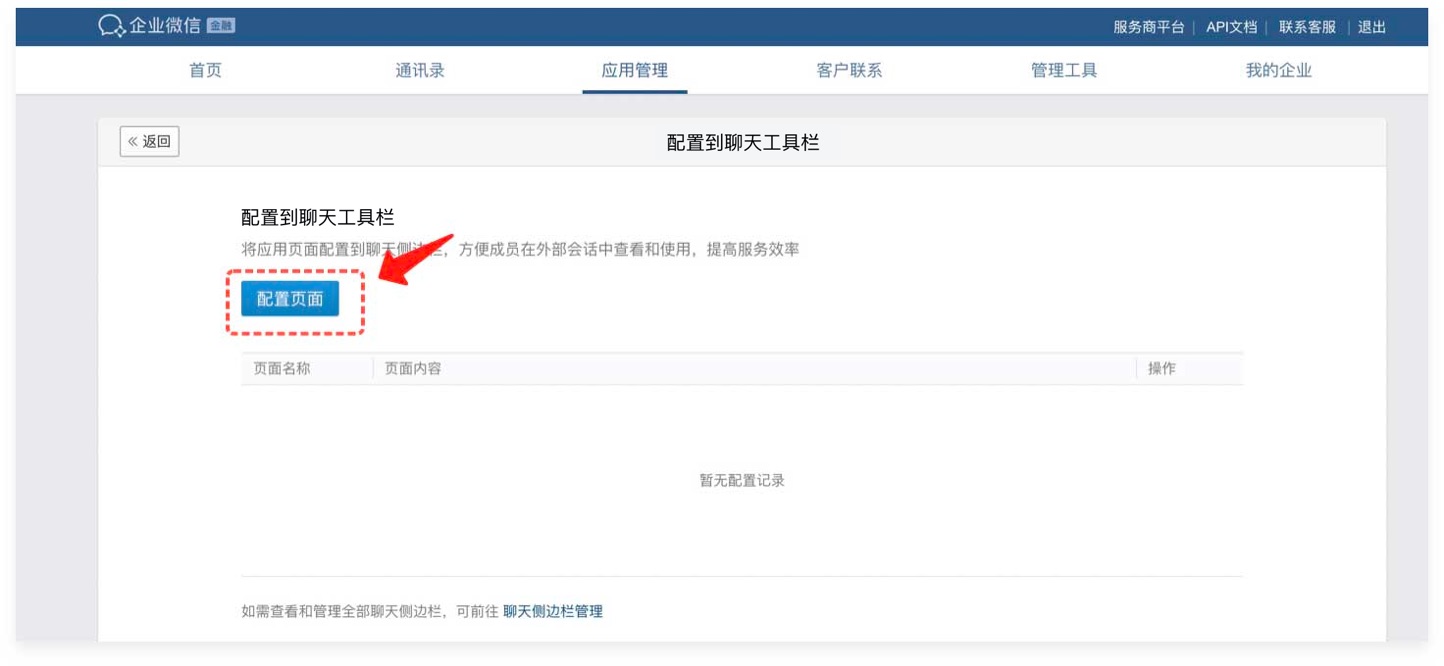 企业微信 金融
服务商平台 | API文档 | 联系客服 | 退出
首页 通讯录 应用管理 客户联系 管理工具 我的企业
« 返回 配置到聊天工具栏
配置到聊天工具栏
将应用页面配置到聊天侧边栏，方便成员在外部会话中查看和使用，提高服务效率
配置页面
页面名称 页面内容 操作
暂无配置记录
如需查看和管理全部聊天侧边栏，可前往 聊天侧边栏管理